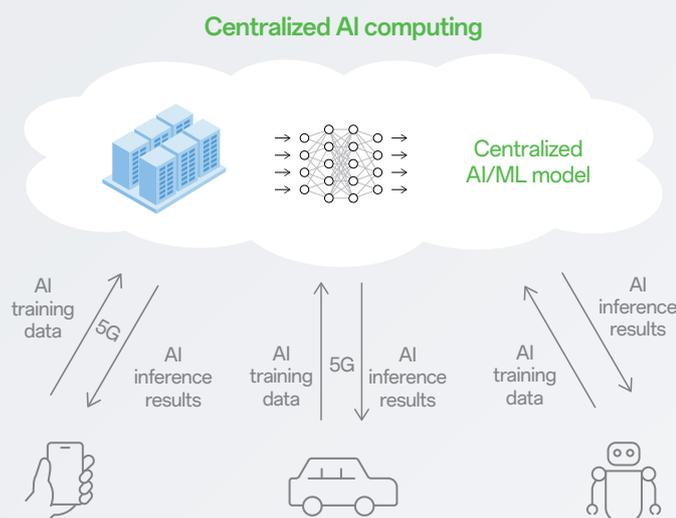 Centralized AI computing
Centralized
AI/ML model
AI
training
data
5G
AI
inference
results
AI
training
data
5G
AI
inference
results
AI
training
data
AI
inference
results